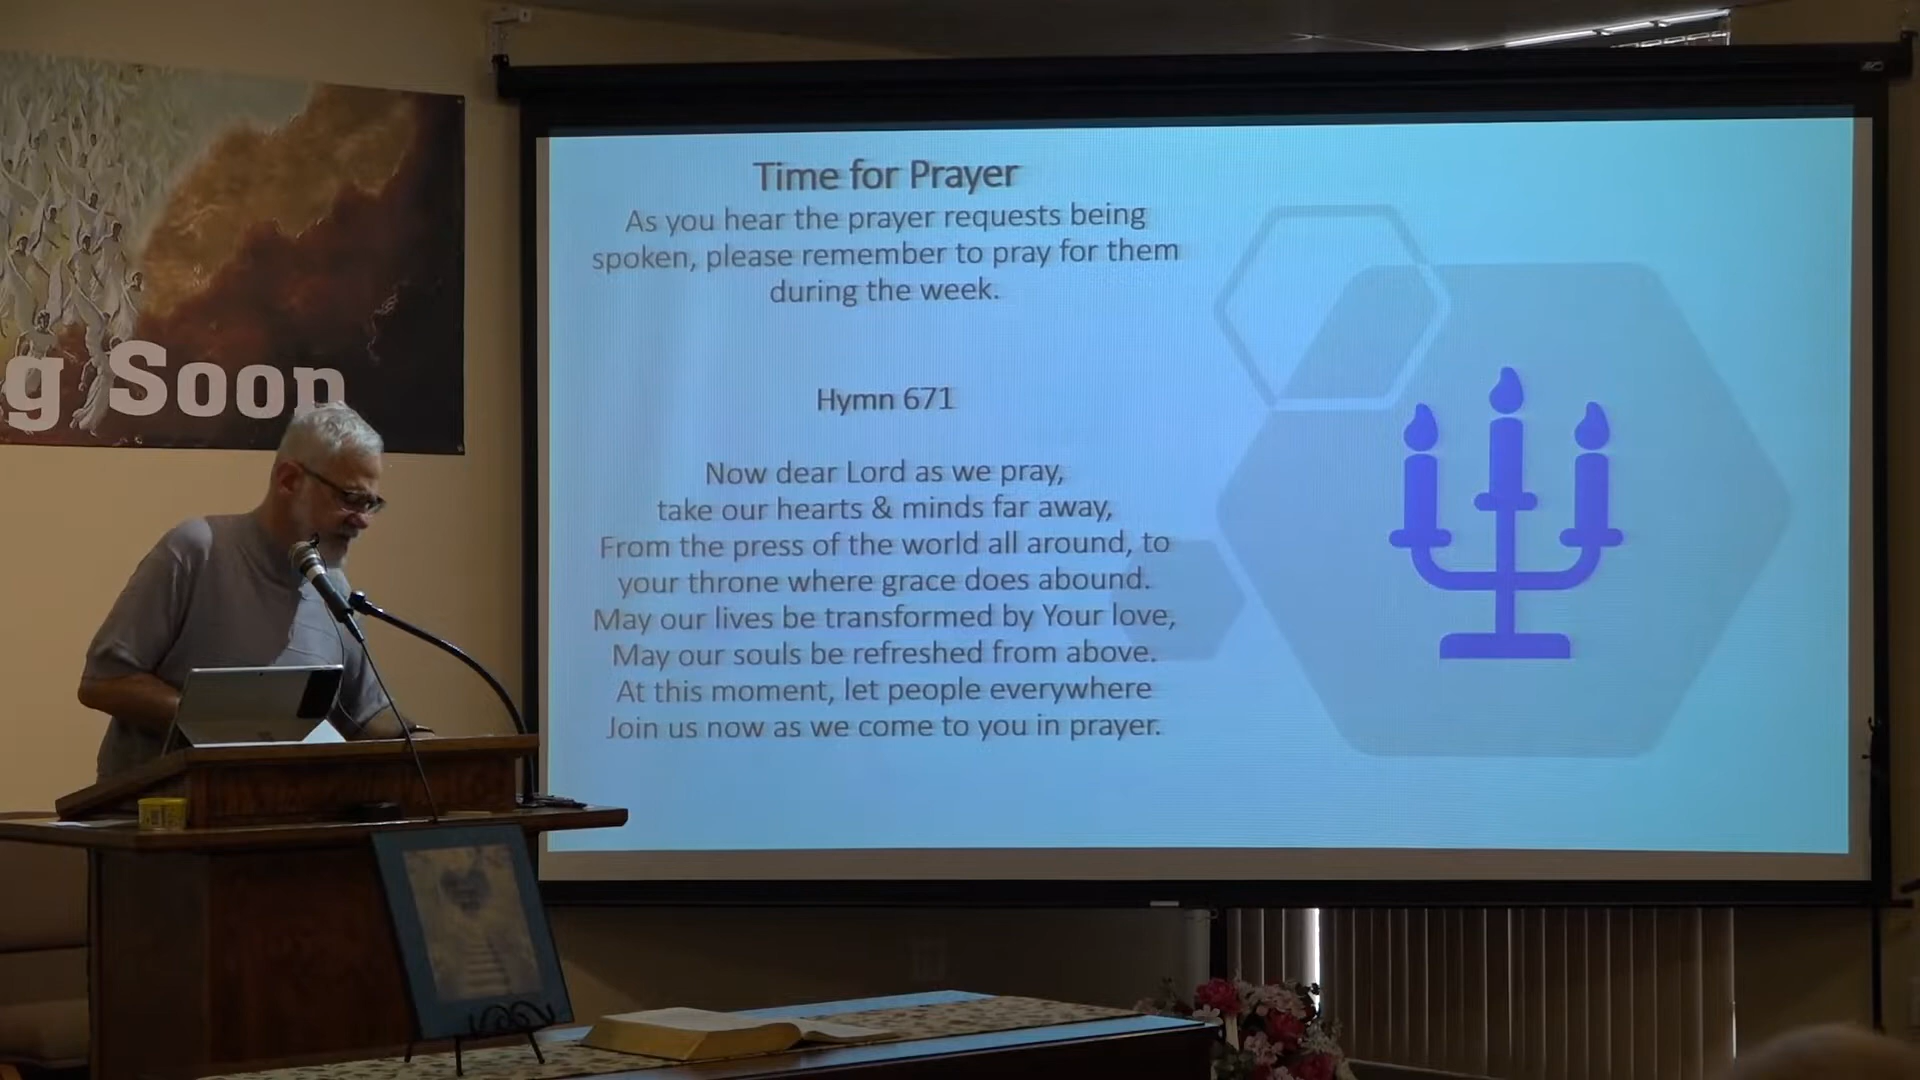 g Soon
Time for Prayer
As you hear the prayer requests being
spoken, please remember to pray for them
during the week.
Hymn 671
Now dear Lord as we pray,
take our hearts & minds far away,
From the press of the world all around, to
your throne where grace does abound.
May our lives be transformed by Your love,
May our souls be refreshed from above.
At this moment, let people everywhere
Join us now as we come to you in prayer.